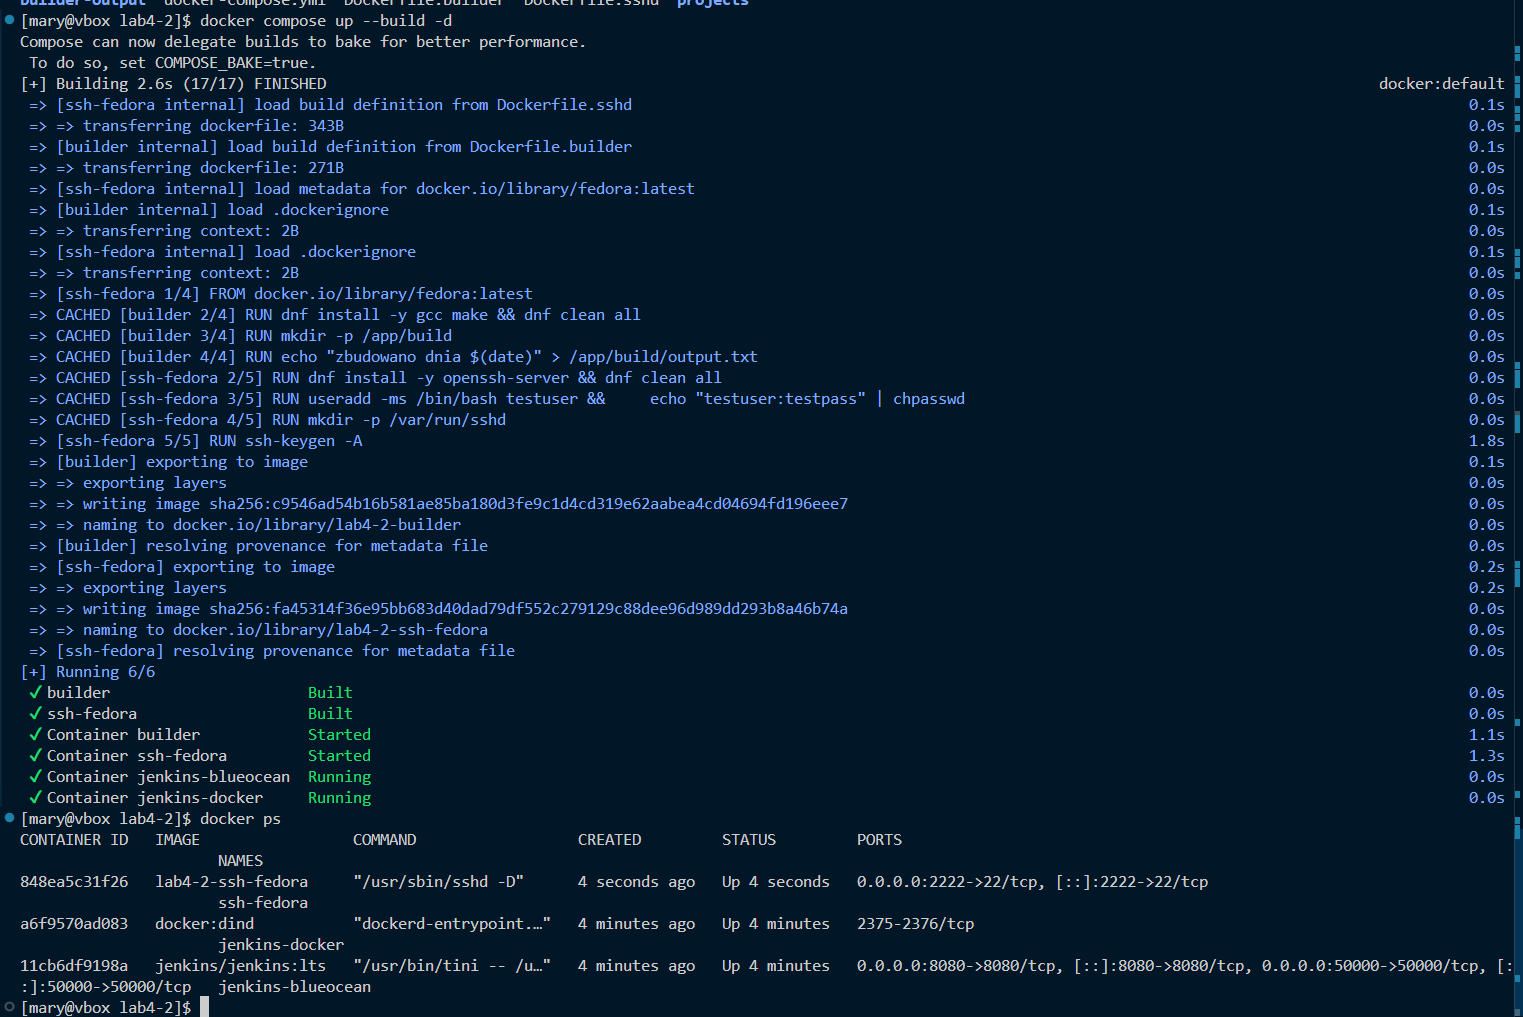 builder-output  docker-compose.yml  Dockerfile.builder  Dockerfile.sshd  projects
[mary@vbox lab4-2]$ docker compose up --build -d
Compose can now delegate builds to bake for better performance.
 To do so, set COMPOSE_BAKE=true.
[+] Building 2.6s (17/17) FINISHED docker:default
 => [ssh-fedora internal] load build definition from Dockerfile.sshd 0.1s
 => => transferring dockerfile: 343B 0.0s
 => [builder internal] load build definition from Dockerfile.builder 0.1s
 => => transferring dockerfile: 271B 0.0s
 => [ssh-fedora internal] load metadata for docker.io/library/fedora:latest 0.0s
 => [builder internal] load .dockerignore 0.1s
 => => transferring context: 2B 0.0s
 => [ssh-fedora internal] load .dockerignore 0.1s
 => => transferring context: 2B 0.0s
 => [ssh-fedora 1/4] FROM docker.io/library/fedora:latest 0.0s
 => CACHED [builder 2/4] RUN dnf install -y gcc make && dnf clean all 0.0s
 => CACHED [builder 3/4] RUN mkdir -p /app/build 0.0s
 => CACHED [builder 4/4] RUN echo "zbudowano dnia $(date)" > /app/build/output.txt 0.0s
 => CACHED [ssh-fedora 2/5] RUN dnf install -y openssh-server && dnf clean all 0.0s
 => CACHED [ssh-fedora 3/5] RUN useradd -ms /bin/bash testuser &&     echo "testuser:testpass" | chpasswd 0.0s
 => CACHED [ssh-fedora 4/5] RUN mkdir -p /var/run/sshd 0.0s
 => [ssh-fedora 5/5] RUN ssh-keygen -A 1.8s
 => [builder] exporting to image 0.1s
 => => exporting layers 0.0s
 => => writing image sha256:c9546ad54b16b581ae85ba180d3fe9c1d4cd319e62aabea4cd04694fd196eee7 0.0s
 => => naming to docker.io/library/lab4-2-builder 0.0s
 => [builder] resolving provenance for metadata file 0.0s
 => [ssh-fedora] exporting to image 0.2s
 => => exporting layers 0.2s
 => => writing image sha256:fa45314f36e95bb683d40dad79df552c279129c88dee96d989dd293b8a46b74a 0.0s
 => => naming to docker.io/library/lab4-2-ssh-fedora 0.0s
 => [ssh-fedora] resolving provenance for metadata file 0.0s
[+] Running 6/6
 ✓ builder Built 0.0s
 ✓ ssh-fedora Built 0.0s
 ✓ Container builder Started 1.1s
 ✓ Container ssh-fedora Started 1.3s
 ✓ Container jenkins-blueocean Running 0.0s
 ✓ Container jenkins-docker Running 0.0s
[mary@vbox lab4-2]$ docker ps
CONTAINER ID   IMAGE   COMMAND   CREATED   STATUS   PORTS
NAMES
848ea5c31f26   lab4-2-ssh-fedora   "/usr/sbin/sshd -D"   4 seconds ago   Up 4 seconds   0.0.0.0:2222->22/tcp, [::]:2222->22/tcp
ssh-fedora
a6f9570ad083   docker:dind   "dockerd-entrypoint.…"   4 minutes ago   Up 4 minutes   2375-2376/tcp
jenkins-docker
11cb6df9198a   jenkins/jenkins:lts   "/usr/bin/tini -- /u…"   4 minutes ago   Up 4 minutes   0.0.0.0:8080->8080/tcp, [::]:8080->8080/tcp, 0.0.0.0:50000->50000/tcp, [:
:]:50000->50000/tcp   jenkins-blueocean
[mary@vbox lab4-2]$